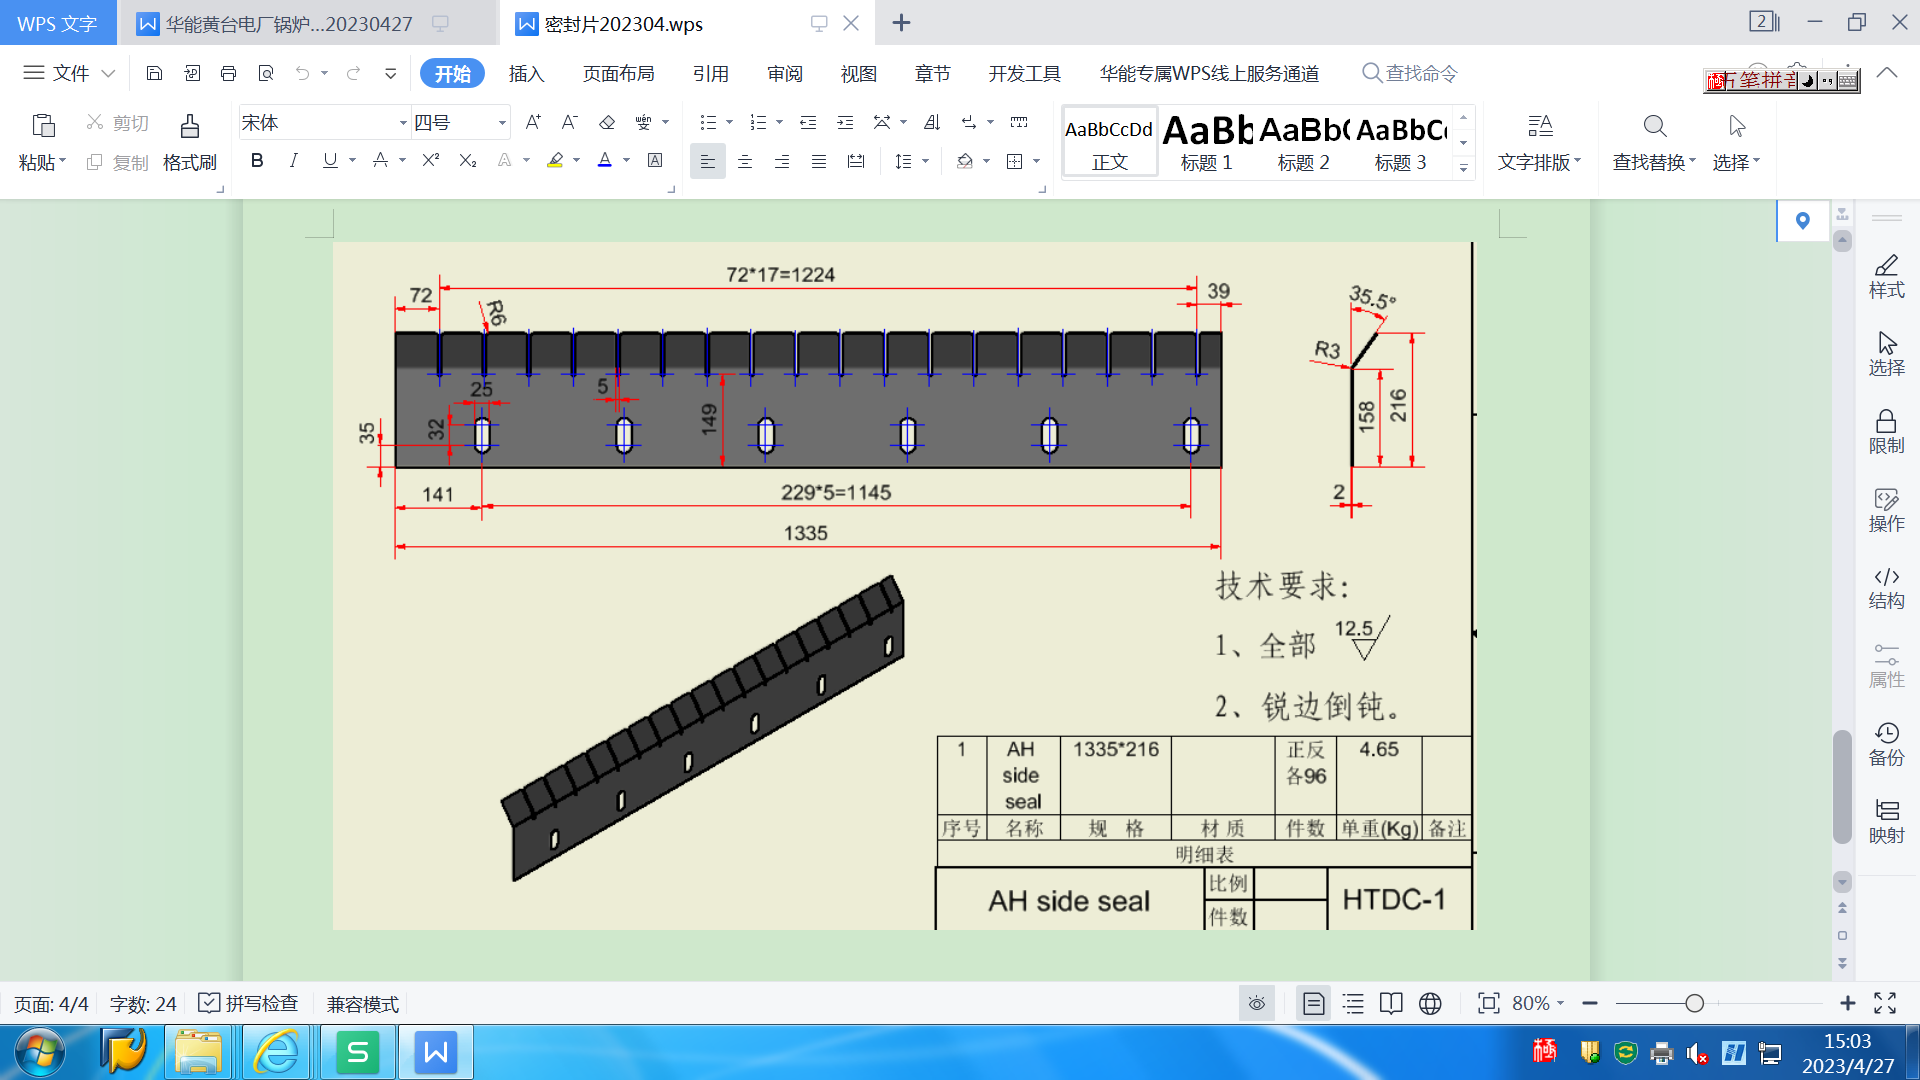 WPS 文字
华能黄台电厂锅炉...20230427
密封片202304.wps
2
文件
开始
插入
页面布局
引用
审阅
视图
章节
开发工具
华能专属WPS线上服务通道
查找命令
粘贴
剪切
复制
格式刷
宋体
四号
AaBbCcDd
正文
标题 1
标题 2
标题 3
文字排版
查找替换
选择
72*17=1224
72
R6
39
35.5°
R3
25
5
149
32
35
158
216
141
229*5=1145
2
1335
技术要求:
1、全部 12.5
2、锐边倒钝。
1 AH side seal 1335*216 正反各96 4.65
序号 名称 规 格 材 质 件数 单重(Kg) 备注
明细表
AH side seal
比例
件数
HTDC-1
样式
选择
限制
操作
结构
属性
备份
映射
页面: 4/4
字数: 24
拼写检查
兼容模式
80%
15:03
2023/4/27